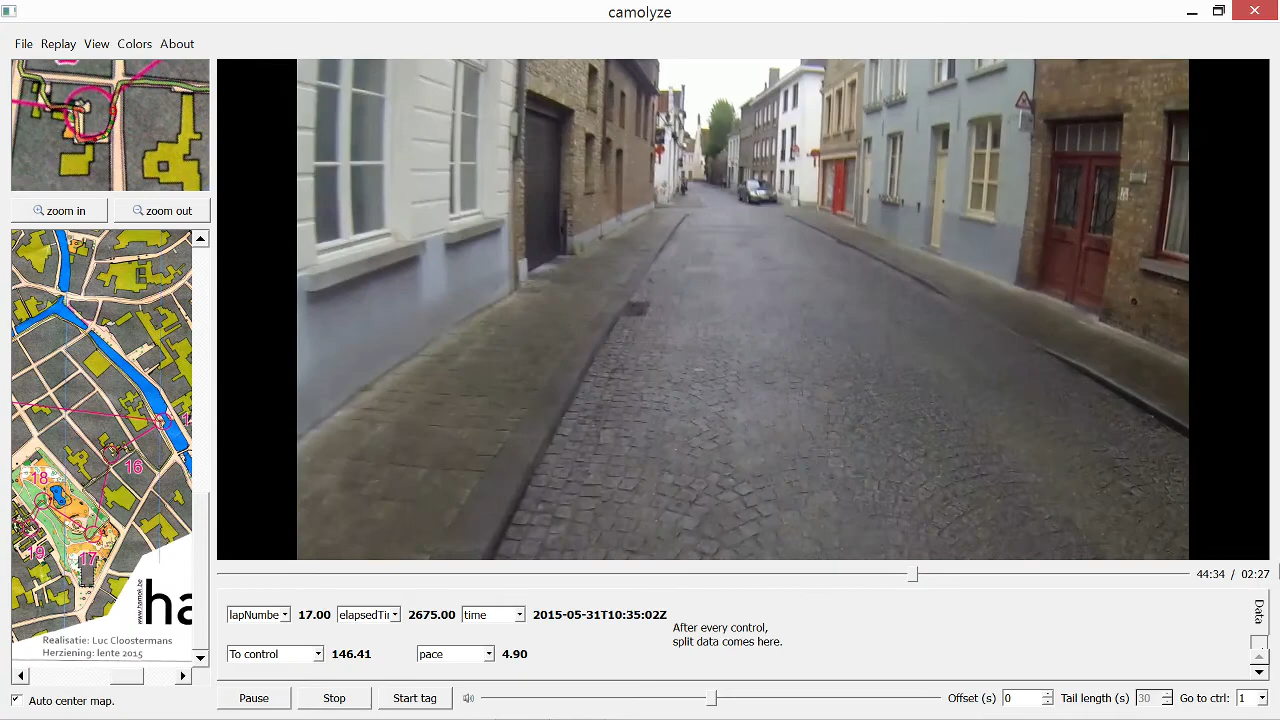 camolyze
File Replay View Colors About
zoom in zoom out
16
18
19
17
www.hamok.be
ha
Realisatie: Luc Cloostermans
Herziening: lente 2015
Auto center map.
44:34 / 02:27
lapNumbe 17.00 elapsedTir 2675.00 time 2015-05-31T10:35:02Z
To control 146.41 pace 4.90
After every control,
split data comes here.
Data
Pause Stop Start tag Offset (s) 0 Tail length (s) 30 Go to ctrl: 1